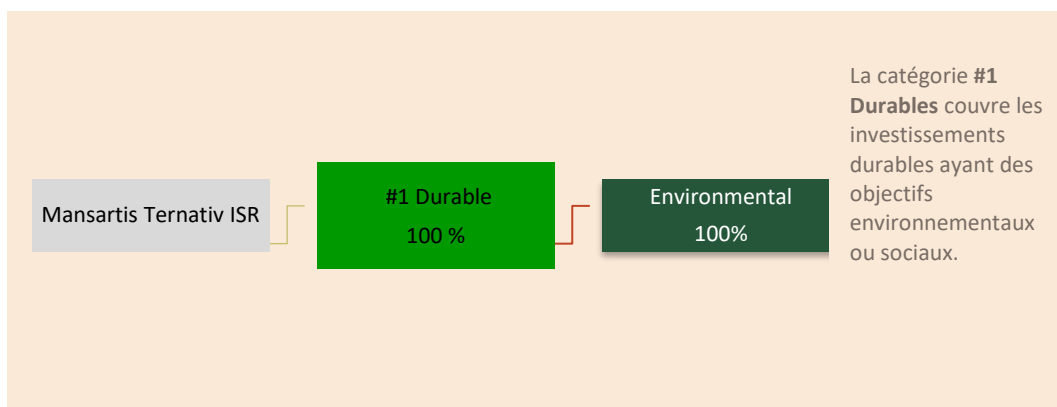 Mansartis Ternativ ISR
#1 Durable
100 %
Environmental
100%
La catégorie #1
Durables couvre les
investissements
durables ayant des
objectifs
environnementaux
ou sociaux.